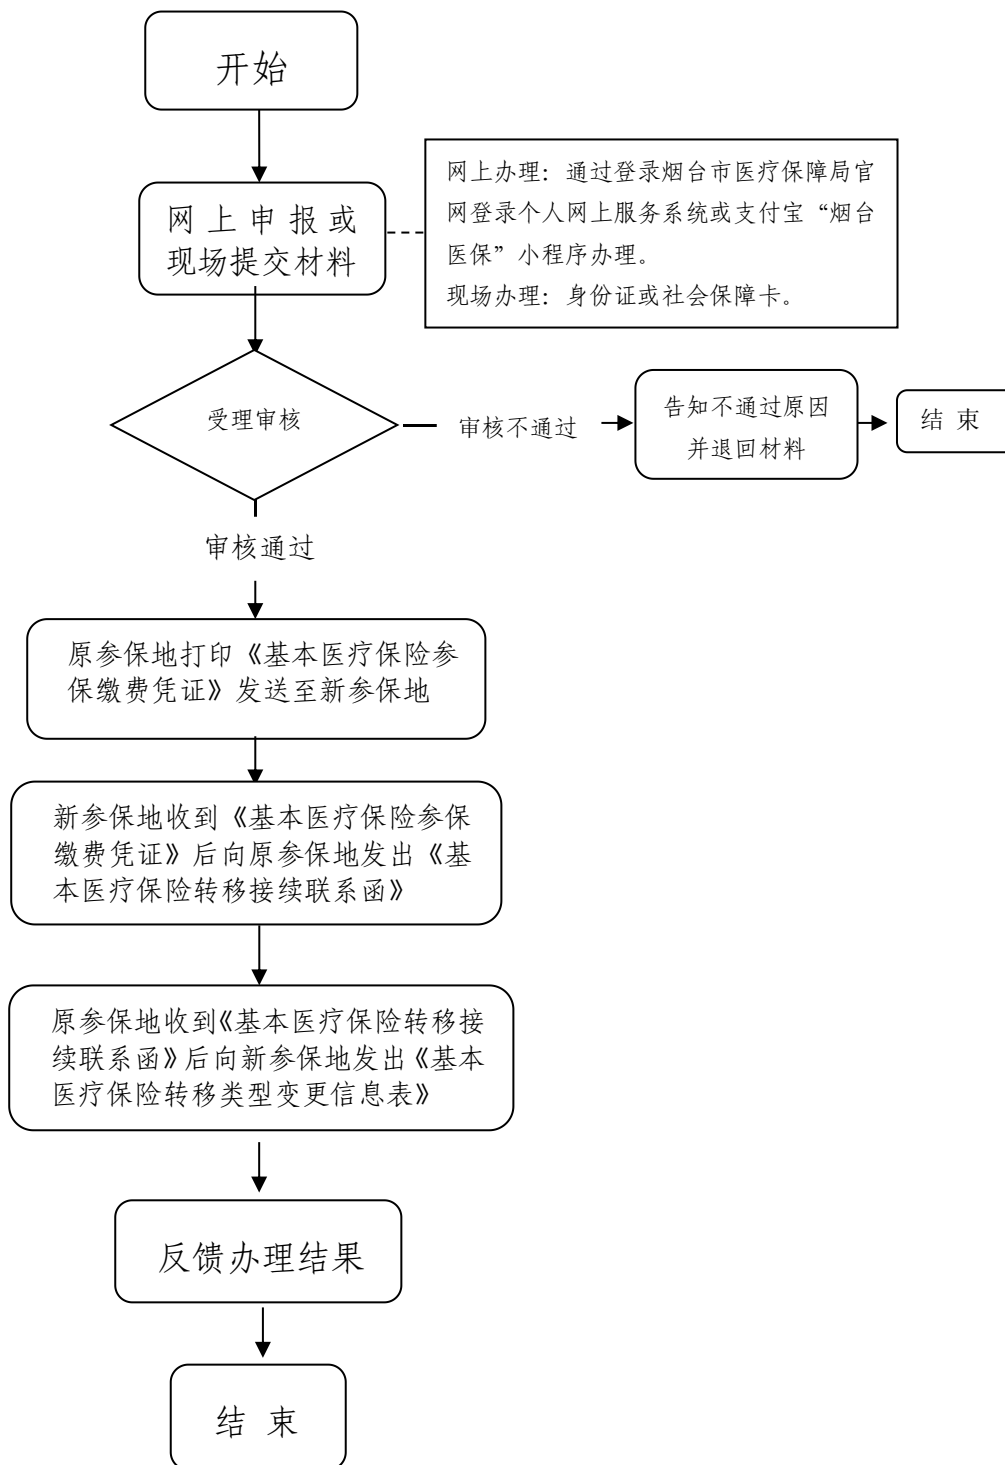 开始
网上申报或
现场提交材料
网上办理：通过登录烟台市医疗保障局官
网登录个人网上服务系统或支付宝“烟台
医保”小程序办理。
现场办理：身份证或社会保障卡。
受理审核
审核不通过
告知不通过原因
并退回材料
结 束
审核通过
原参保地打印《基本医疗保险参
保缴费凭证》发送至新参保地
新参保地收到《基本医疗保险参保
缴费凭证》后向原参保地发出《基
本医疗保险转移接续联系函》
原参保地收到《基本医疗保险转移接
续联系函》后向新参保地发出《基本
医疗保险转移类型变更信息表》
反馈办理结果
结 束